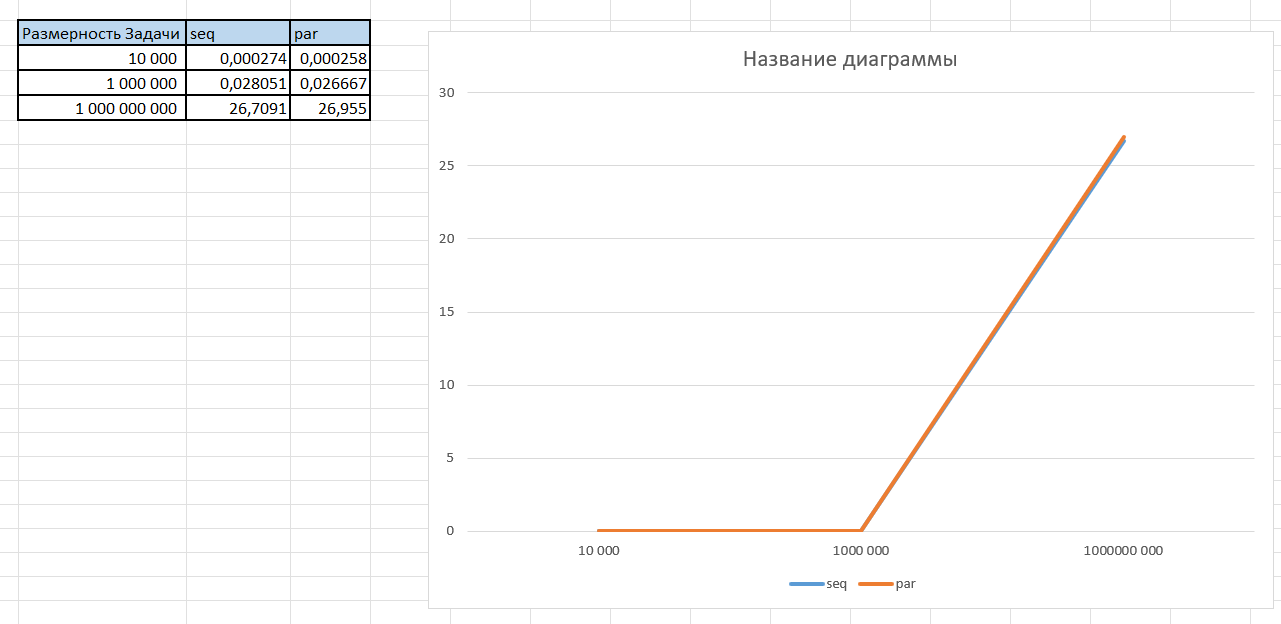 Размерность Задачи seq par
10 000 0,000274 0,000258
1 000 000 0,028051 0,026667
1 000 000 000 26,7091 26,955
Название диаграммы
30
25
20
15
10
5
0
10 000 1000 000 1000000 000
seq par